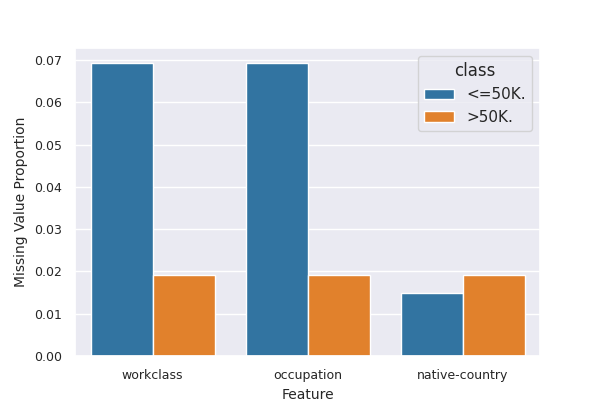 0.07
0.06
0.05
0.04
0.03
0.02
0.01
0.00
Missing Value Proportion
class
<=50K.
>50K.
workclass
occupation
native-country
Feature